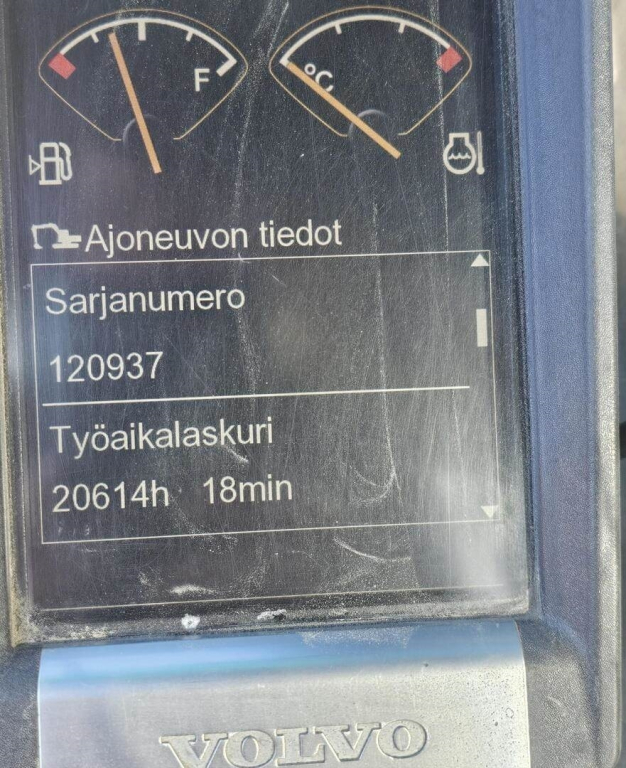 F
°C
Ajoneuvon tiedot
Sarjanumero
120937
Työaikalaskuri
20614h 18min
VOLVO